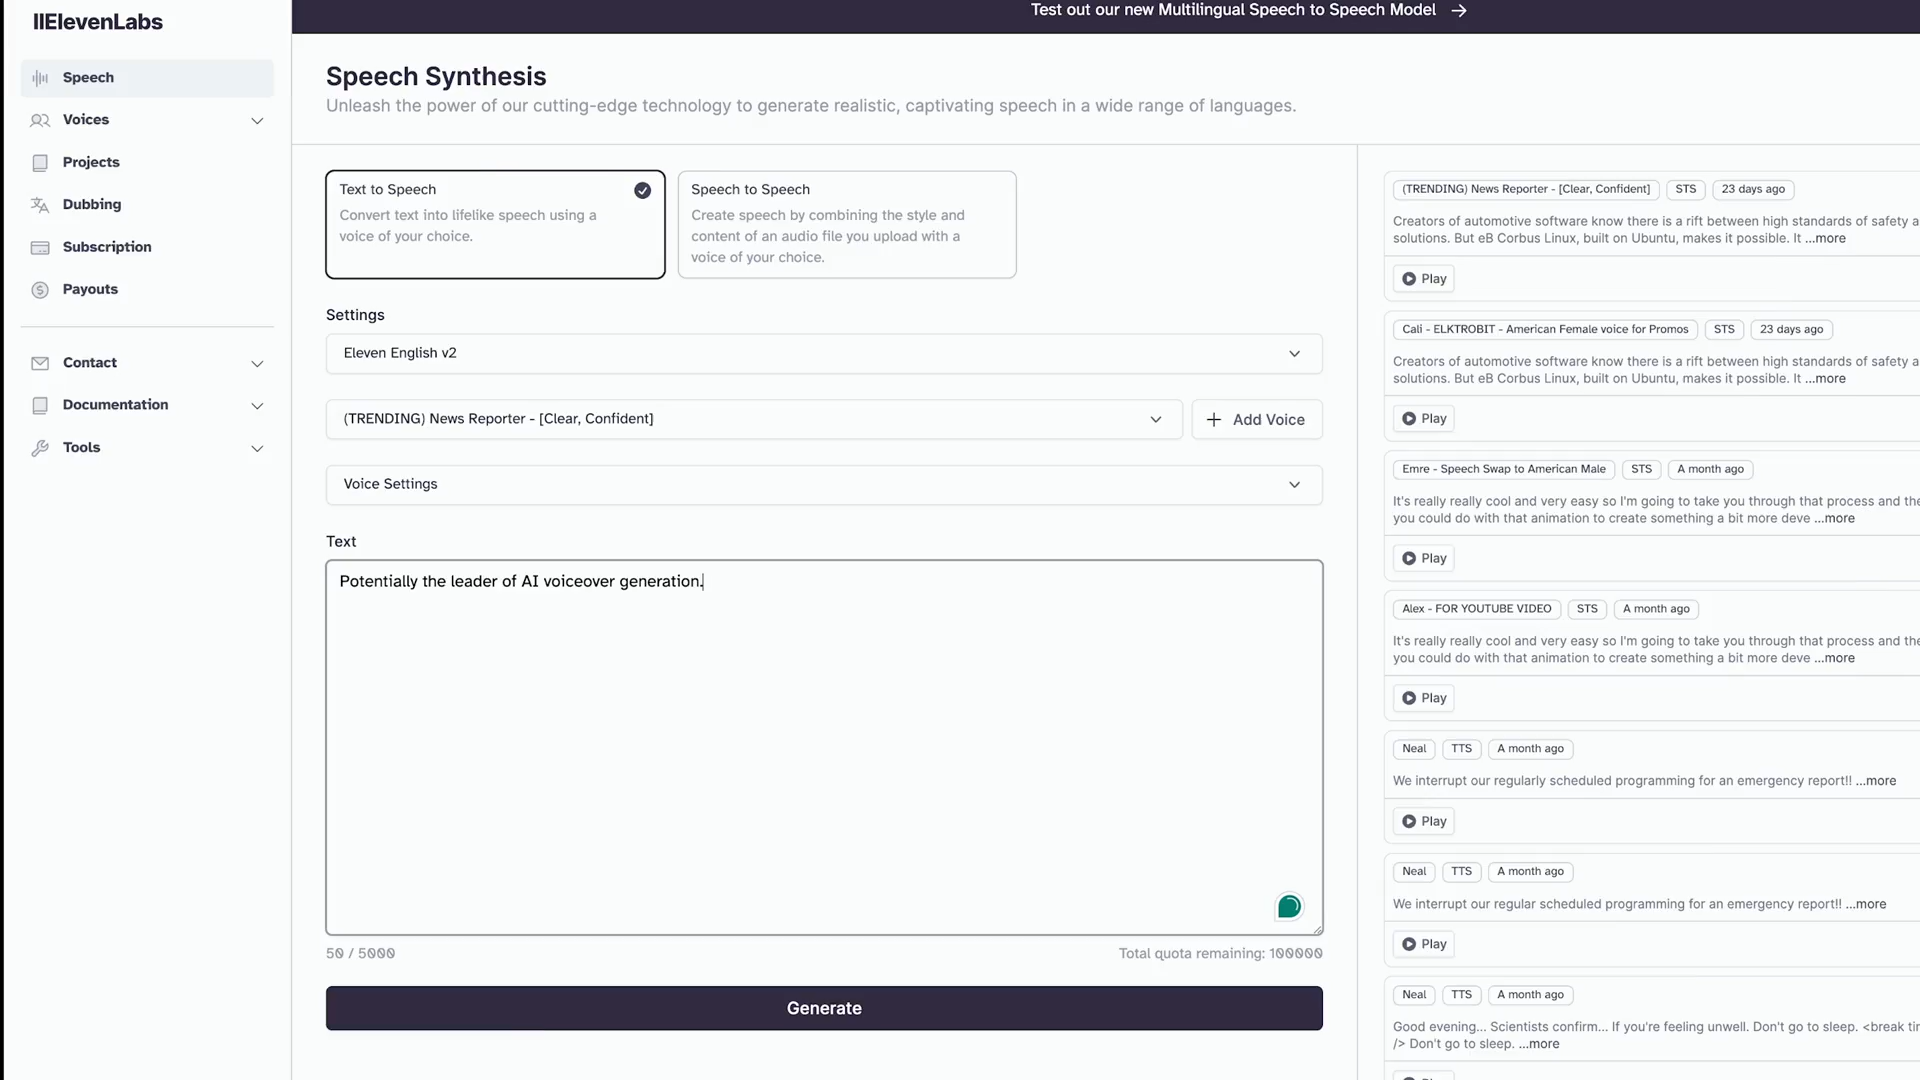 IIElevenLabs
Test out our new Multilingual Speech to Speech Model →
Speech
Voices
Projects
Dubbing
Subscription
Payouts
Contact
Documentation
Tools
Speech Synthesis
Unleash the power of our cutting-edge technology to generate realistic, captivating speech in a wide range of languages.
Text to Speech
Convert text into lifelike speech using a
voice of your choice.
Speech to Speech
Create speech by combining the style and
content of an audio file you upload with a
voice of your choice.
Settings
Eleven English v2
(TRENDING) News Reporter - [Clear, Confident]
+ Add Voice
Voice Settings
Text
Potentially the leader of AI voiceover generation.
50 / 5000
Total quota remaining: 100000
Generate
(TRENDING) News Reporter - [Clear, Confident] STS 23 days ago
Creators of automotive software know there is a rift between high standards of safety a
solutions. But eB Corbus Linux, built on Ubuntu, makes it possible. It ...more
Play
Cali - ELKTROBIT - American Female voice for Promos STS 23 days ago
Creators of automotive software know there is a rift between high standards of safety a
solutions. But eB Corbus Linux, built on Ubuntu, makes it possible. It ...more
Play
Emre - Speech Swap to American Male STS A month ago
It's really really cool and very easy so I'm going to take you through that process and the
you could do with that animation to create something a bit more deve ...more
Play
Alex - FOR YOUTUBE VIDEO STS A month ago
It's really really cool and very easy so I'm going to take you through that process and the
you could do with that animation to create something a bit more deve ...more
Play
Neal TTS A month ago
We interrupt our regularly scheduled programming for an emergency report!! ...more
Play
Neal TTS A month ago
We interrupt our regular scheduled programming for an emergency report!! ...more
Play
Neal TTS A month ago
Good evening... Scientists confirm... If you're feeling unwell. Don't go to sleep. <break tir
/> Don't go to sleep. ...more